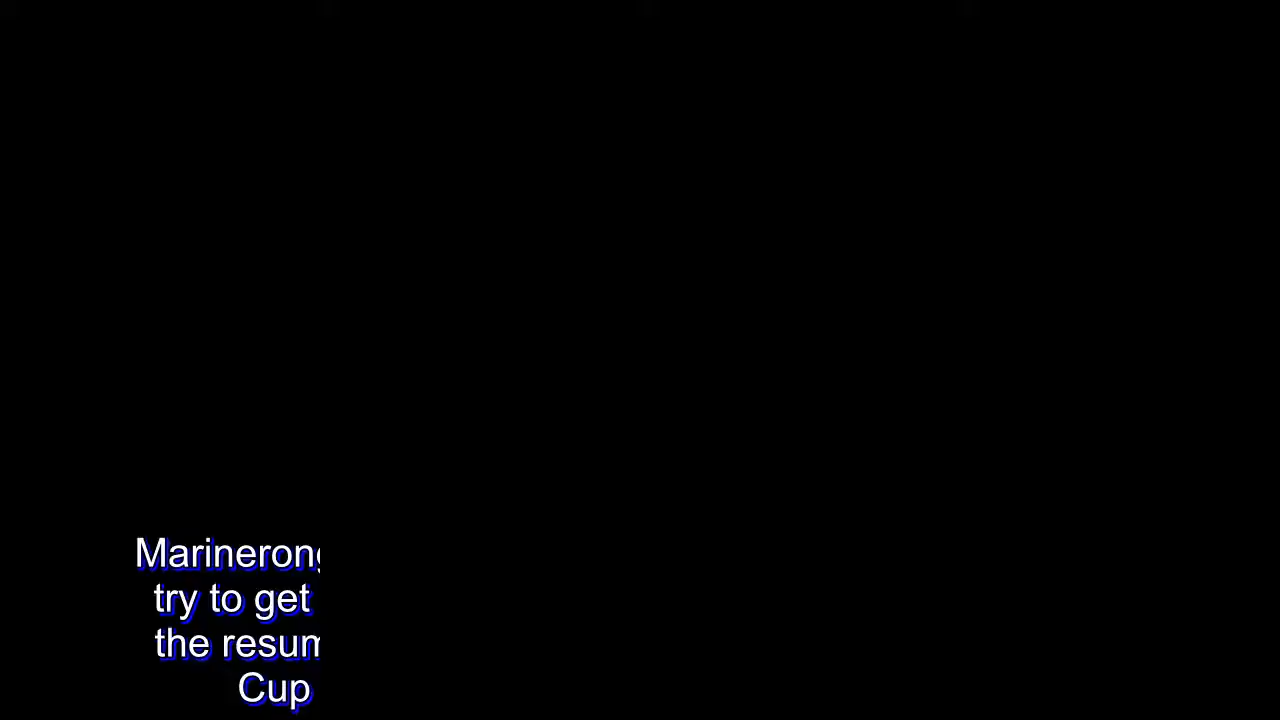 Marinerong
try to get
the resum
Cup